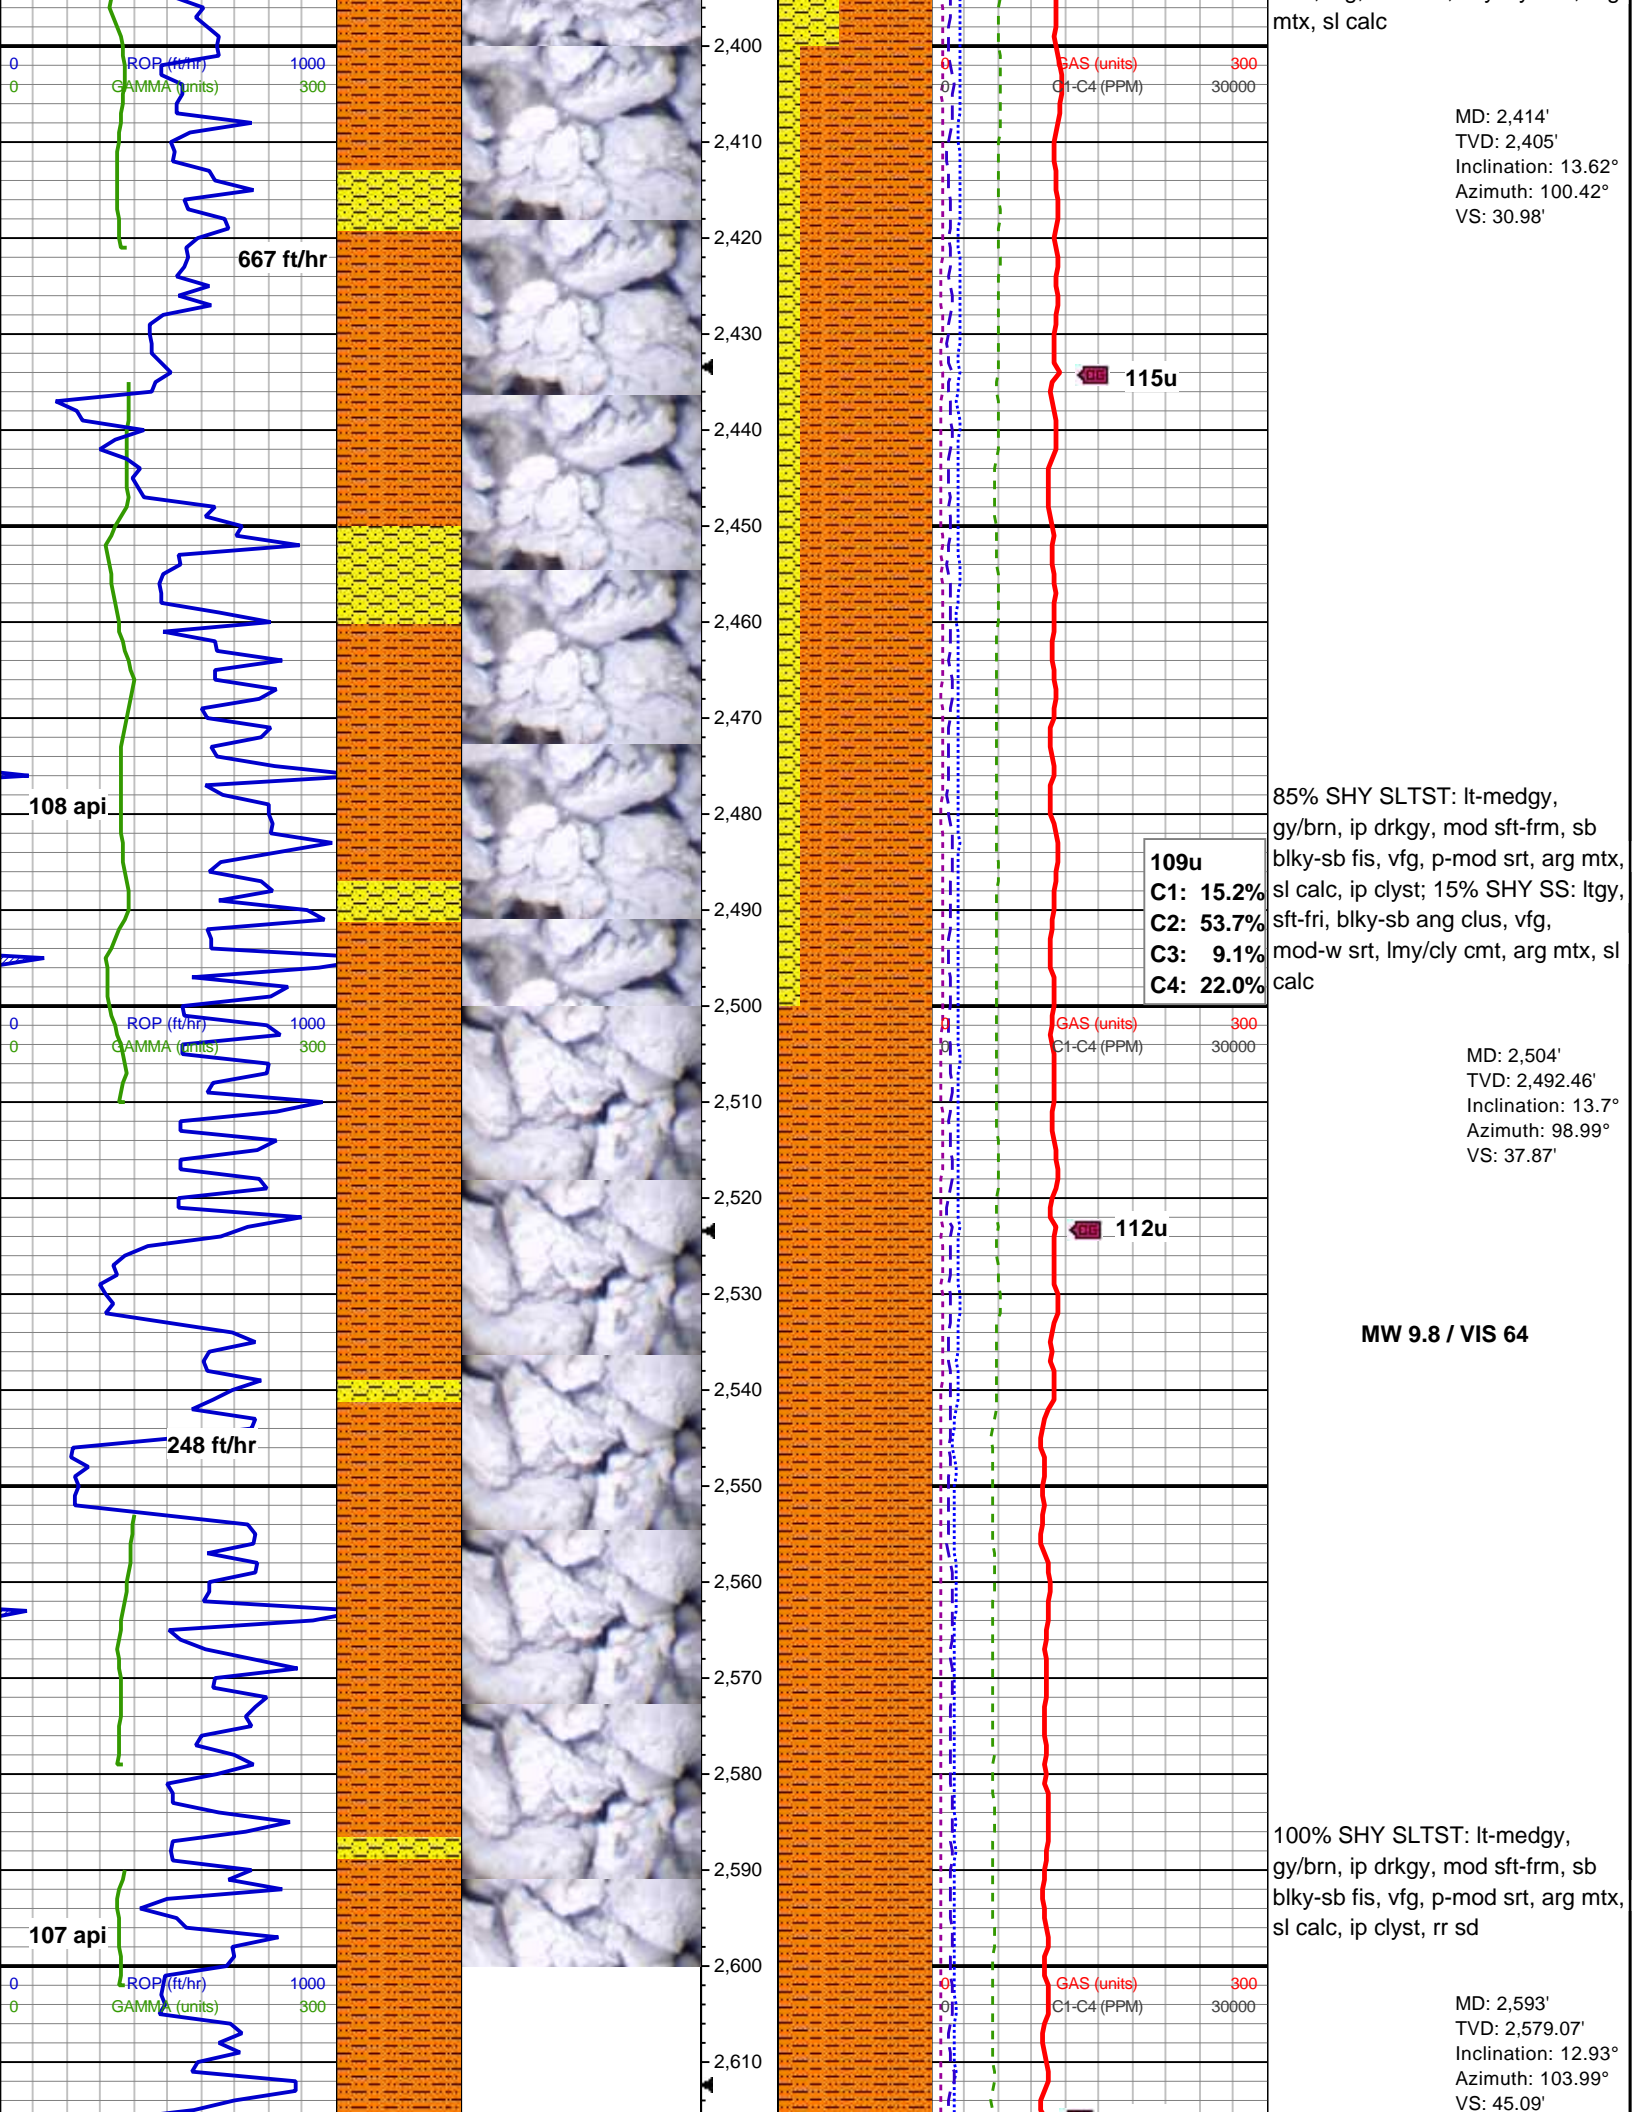 mtx, sl calc
2,400
0 ROP (ft/hr) 1000
0 GAMMA (units) 300
0 GAS (units) 300
0 C1-C4 (PPM) 30000
MD: 2,414'
TVD: 2,405'
Inclination: 13.62°
Azimuth: 100.42°
VS: 30.98'
2,410
2,420
667 ft/hr
2,430
CG 115u
2,440
2,450
2,460
2,470
108 api
2,480
85% SHY SLTST: lt-medgy,
gy/brn, ip drkgy, mod sft-frm, sb
blky-sb fis, vfg, p-mod srt, arg mtx,
sl calc, ip clyst; 15% SHY SS: ltgy,
sft-fri, blky-sb ang clus, vfg,
mod-w srt, lmy/cly cmt, arg mtx, sl
calc
109u
C1: 15.2%
C2: 53.7%
C3: 9.1%
C4: 22.0%
2,490
2,500
0 ROP (ft/hr) 1000
0 GAMMA (units) 300
0 GAS (units) 300
0 C1-C4 (PPM) 30000
MD: 2,504'
TVD: 2,492.46'
Inclination: 13.7°
Azimuth: 98.99°
VS: 37.87'
2,510
2,520
CG 112u
2,530
MW 9.8 / VIS 64
2,540
248 ft/hr
2,550
2,560
2,570
2,580
100% SHY SLTST: lt-medgy,
gy/brn, ip drkgy, mod sft-frm, sb
blky-sb fis, vfg, p-mod srt, arg mtx,
sl calc, ip clyst, rr sd
2,590
107 api
2,600
0 ROP (ft/hr) 1000
0 GAMMA (units) 300
0 GAS (units) 300
0 C1-C4 (PPM) 30000
MD: 2,593'
TVD: 2,579.07'
Inclination: 12.93°
Azimuth: 103.99°
VS: 45.09'
2,610